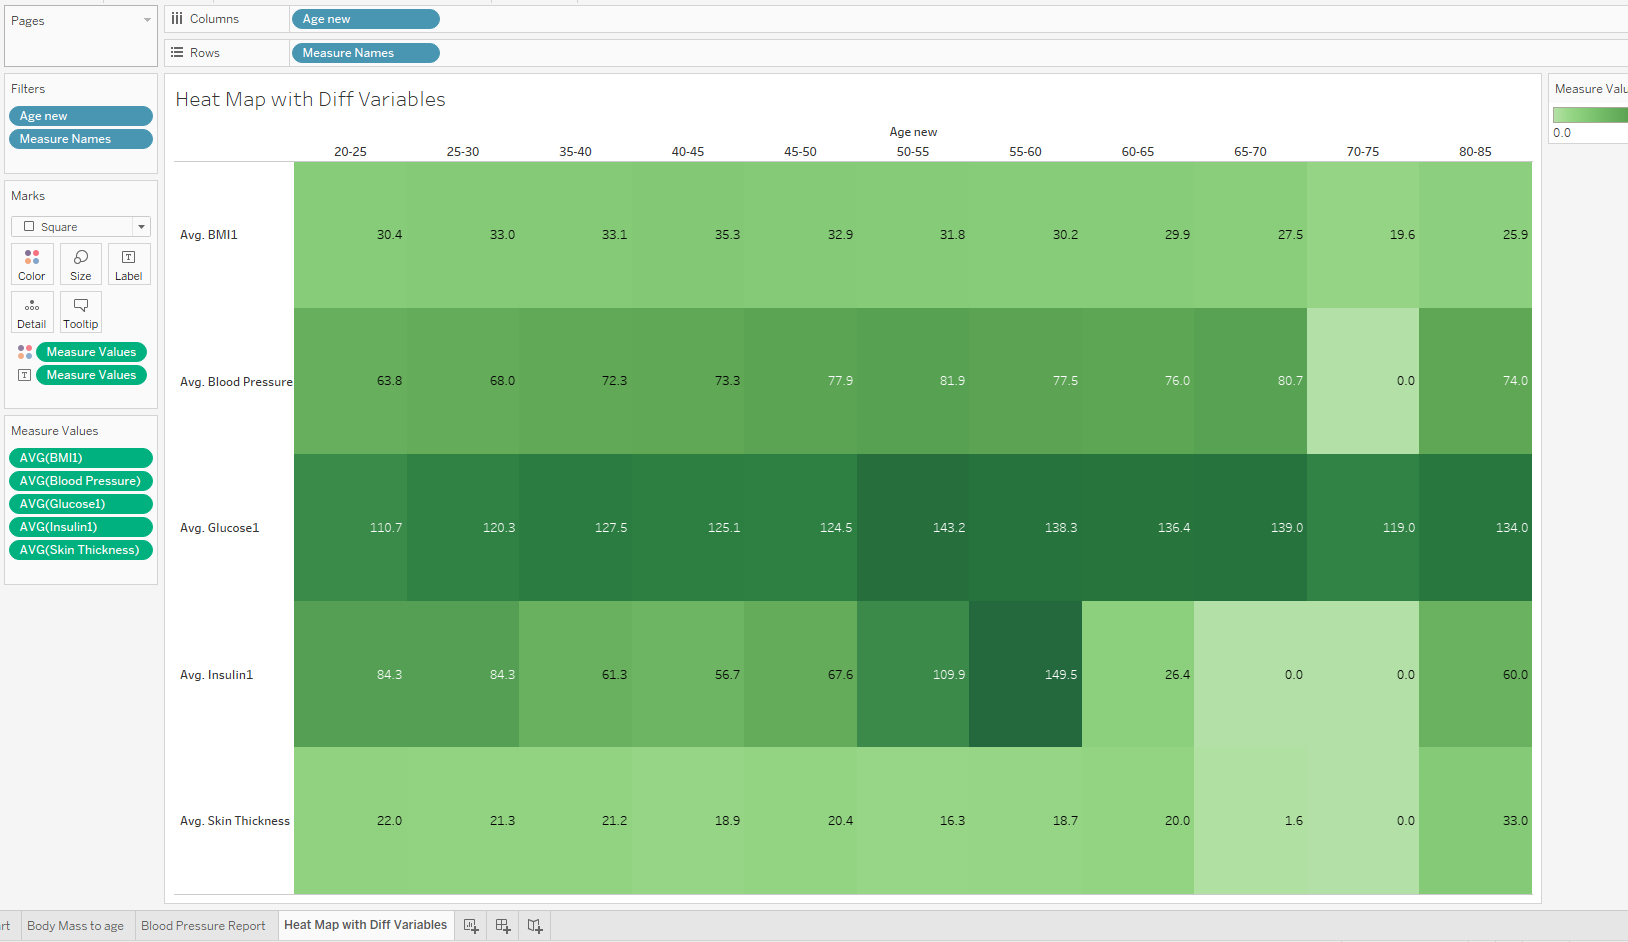 Pages
Columns
Age new
Rows
Measure Names
Filters
Age new
Measure Names
Marks
Square
Color
Size
Label
Detail
Tooltip
Measure Values
Measure Values
Measure Values
AVG(BMI1)
AVG(Blood Pressure)
AVG(Glucose1)
AVG(Insulin1)
AVG(Skin Thickness)
Heat Map with Diff Variables
Age new
20-25 25-30 35-40 40-45 45-50 50-55 55-60 60-65 65-70 70-75 80-85
Avg. BMI1 30.4 33.0 33.1 35.3 32.9 31.8 30.2 29.9 27.5 19.6 25.9
Avg. Blood Pressure 63.8 68.0 72.3 73.3 77.9 81.9 77.5 76.0 80.7 0.0 74.0
Avg. Glucose1 110.7 120.3 127.5 125.1 124.5 143.2 138.3 136.4 139.0 119.0 134.0
Avg. Insulin1 84.3 84.3 61.3 56.7 67.6 109.9 149.5 26.4 0.0 0.0 60.0
Avg. Skin Thickness 22.0 21.3 21.2 18.9 20.4 16.3 18.7 20.0 1.6 0.0 33.0
Measure Valu
0.0
rt
Body Mass to age
Blood Pressure Report
Heat Map with Diff Variables